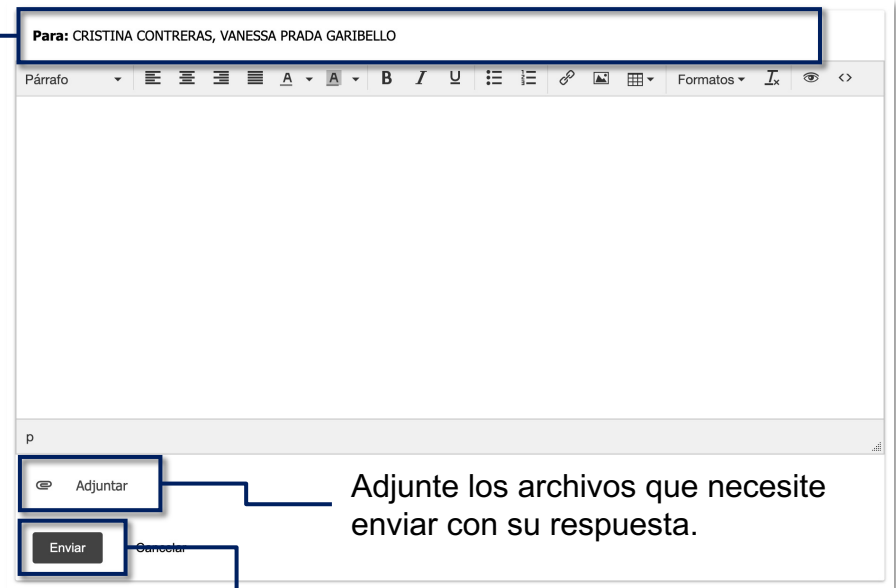 Para: CRISTINA CONTRERAS, VANESSA PRADA GARIBELLO
Párrafo A A B I U Formatos Ix <>
p
Adjuntar
Adjunte los archivos que necesite
enviar con su respuesta.
Enviar Cancelar